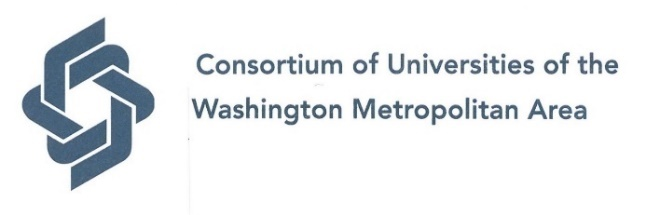 Consortium of Universities of the
Washington Metropolitan Area